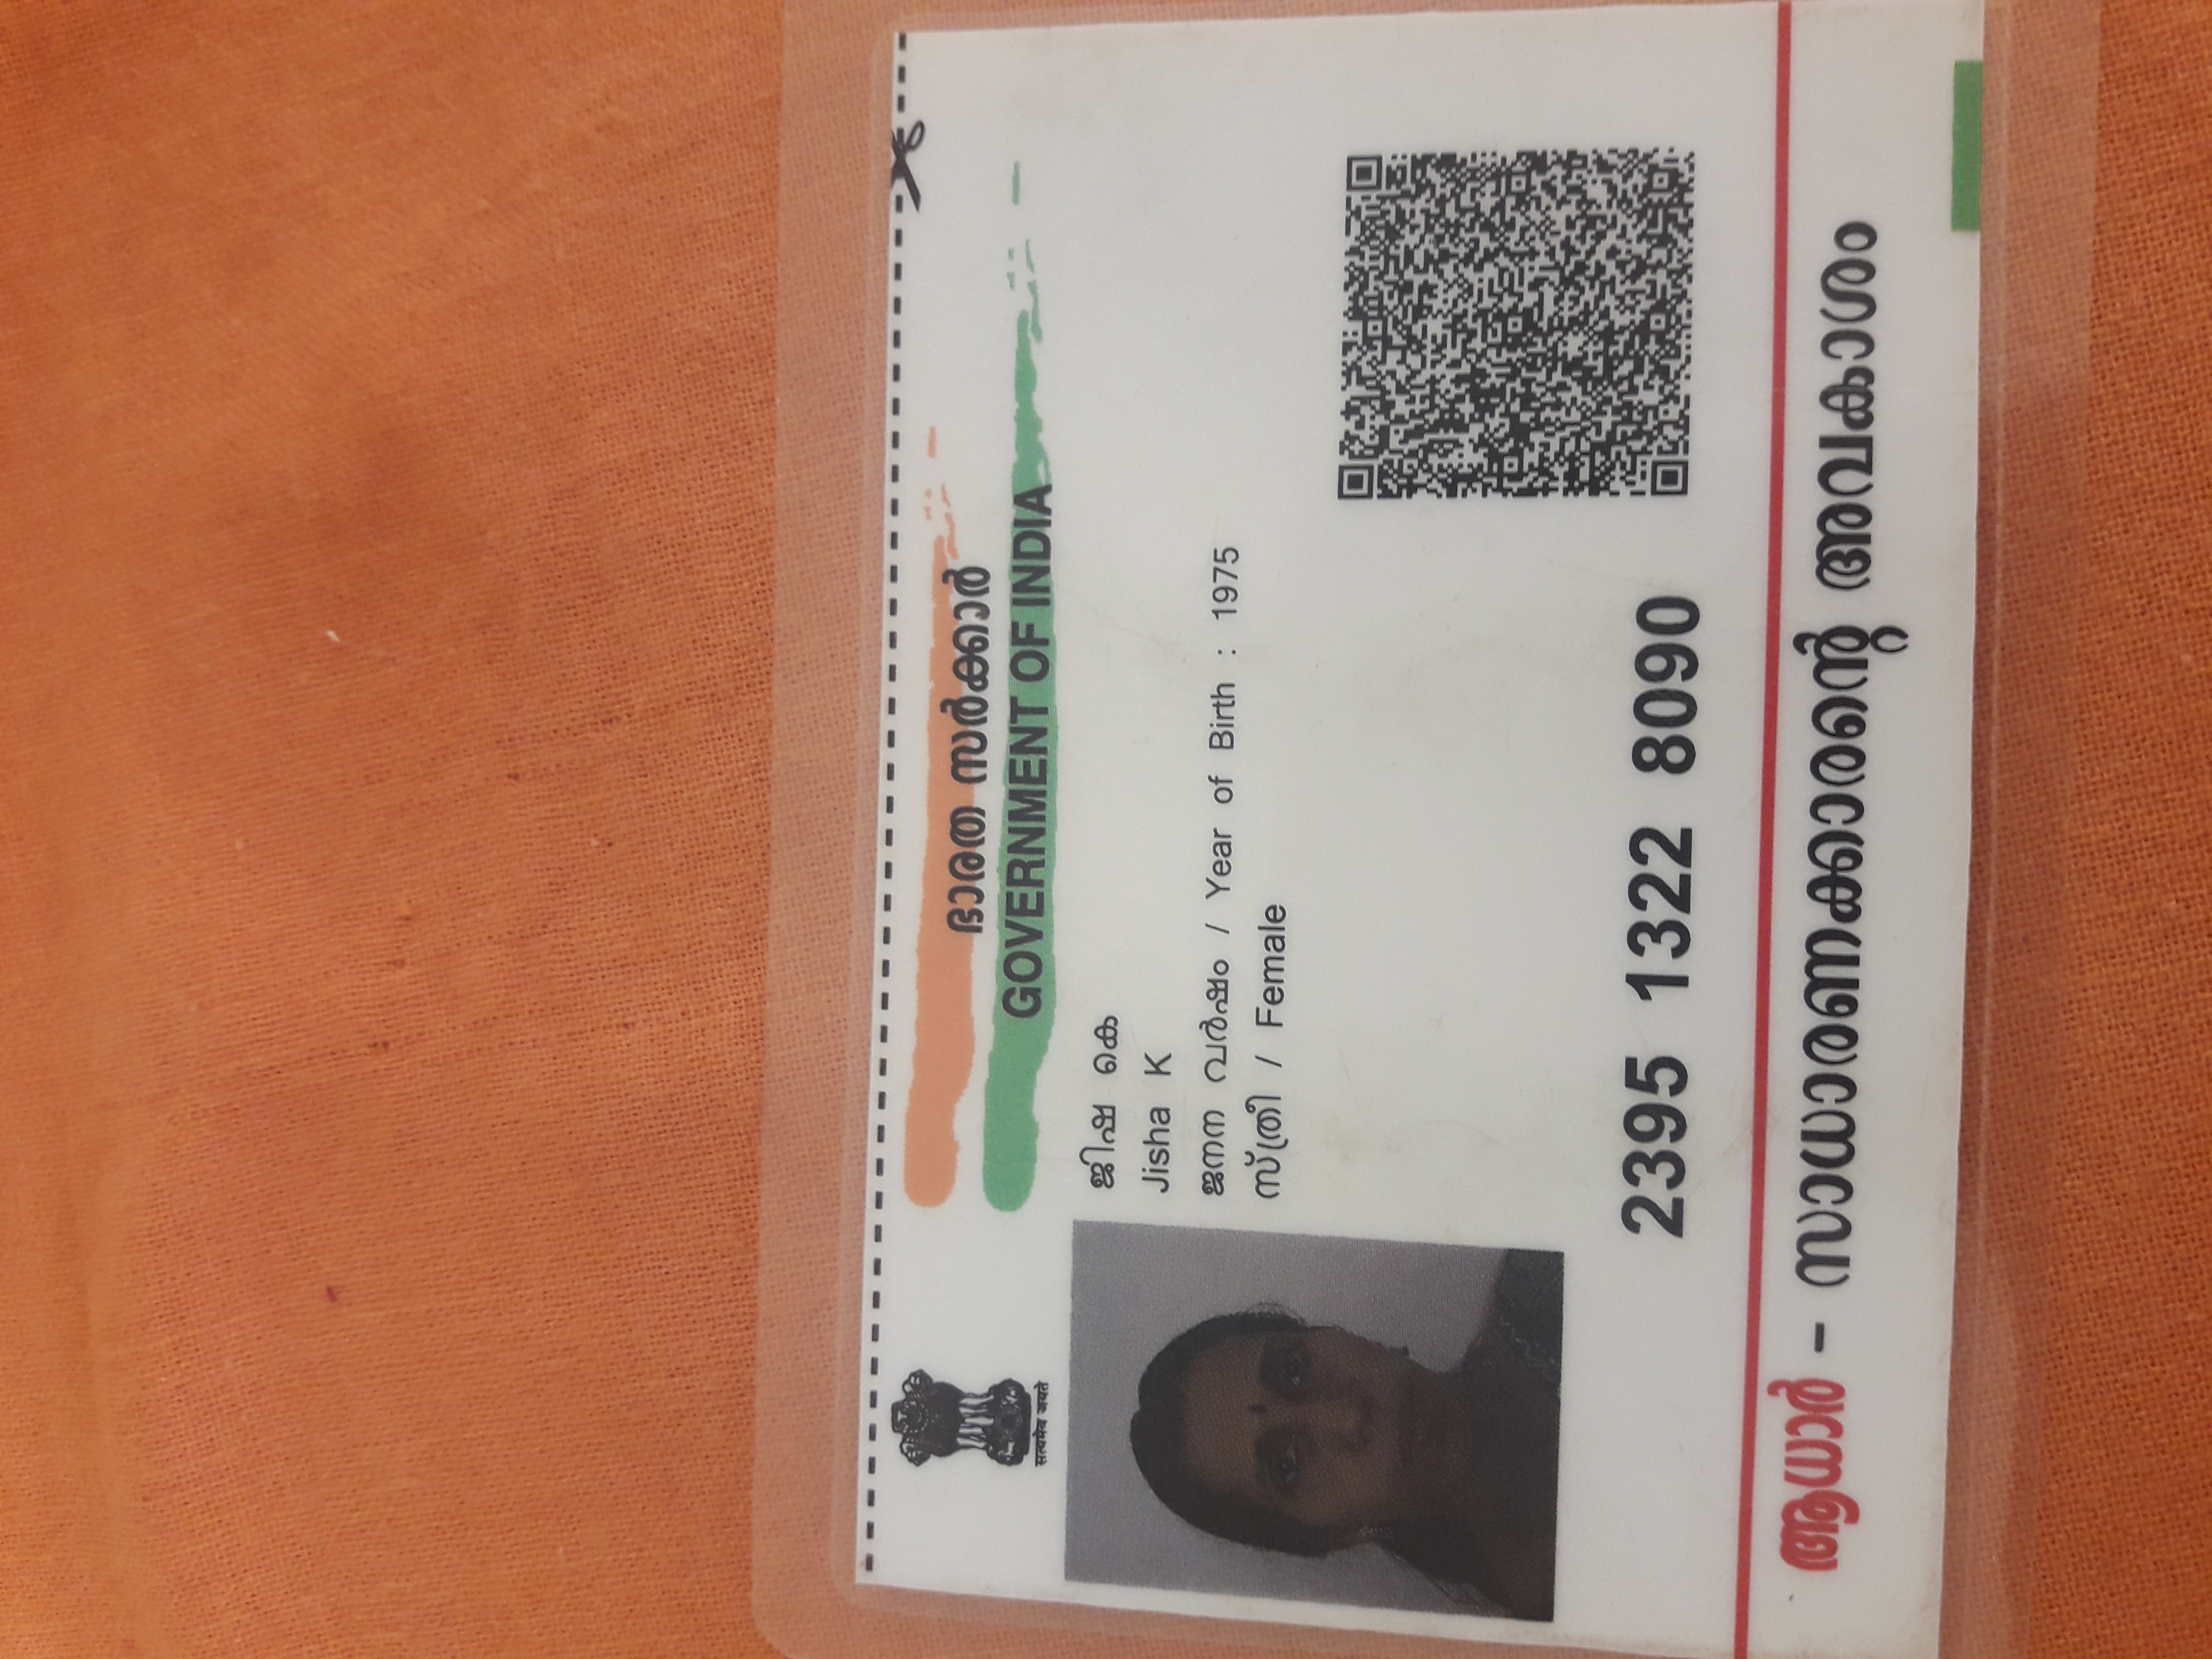 सत्यमेव जयते
ഭാരത സർക്കാർ
GOVERNMENT OF INDIA
ജിഷ കെ
Jisha K
ജനന വർഷം / Year of Birth : 1975
സ്ത്രീ / Female
2395 1322 8090
ആധാർ - സാധാരണക്കാരന്റെ അവകാശം